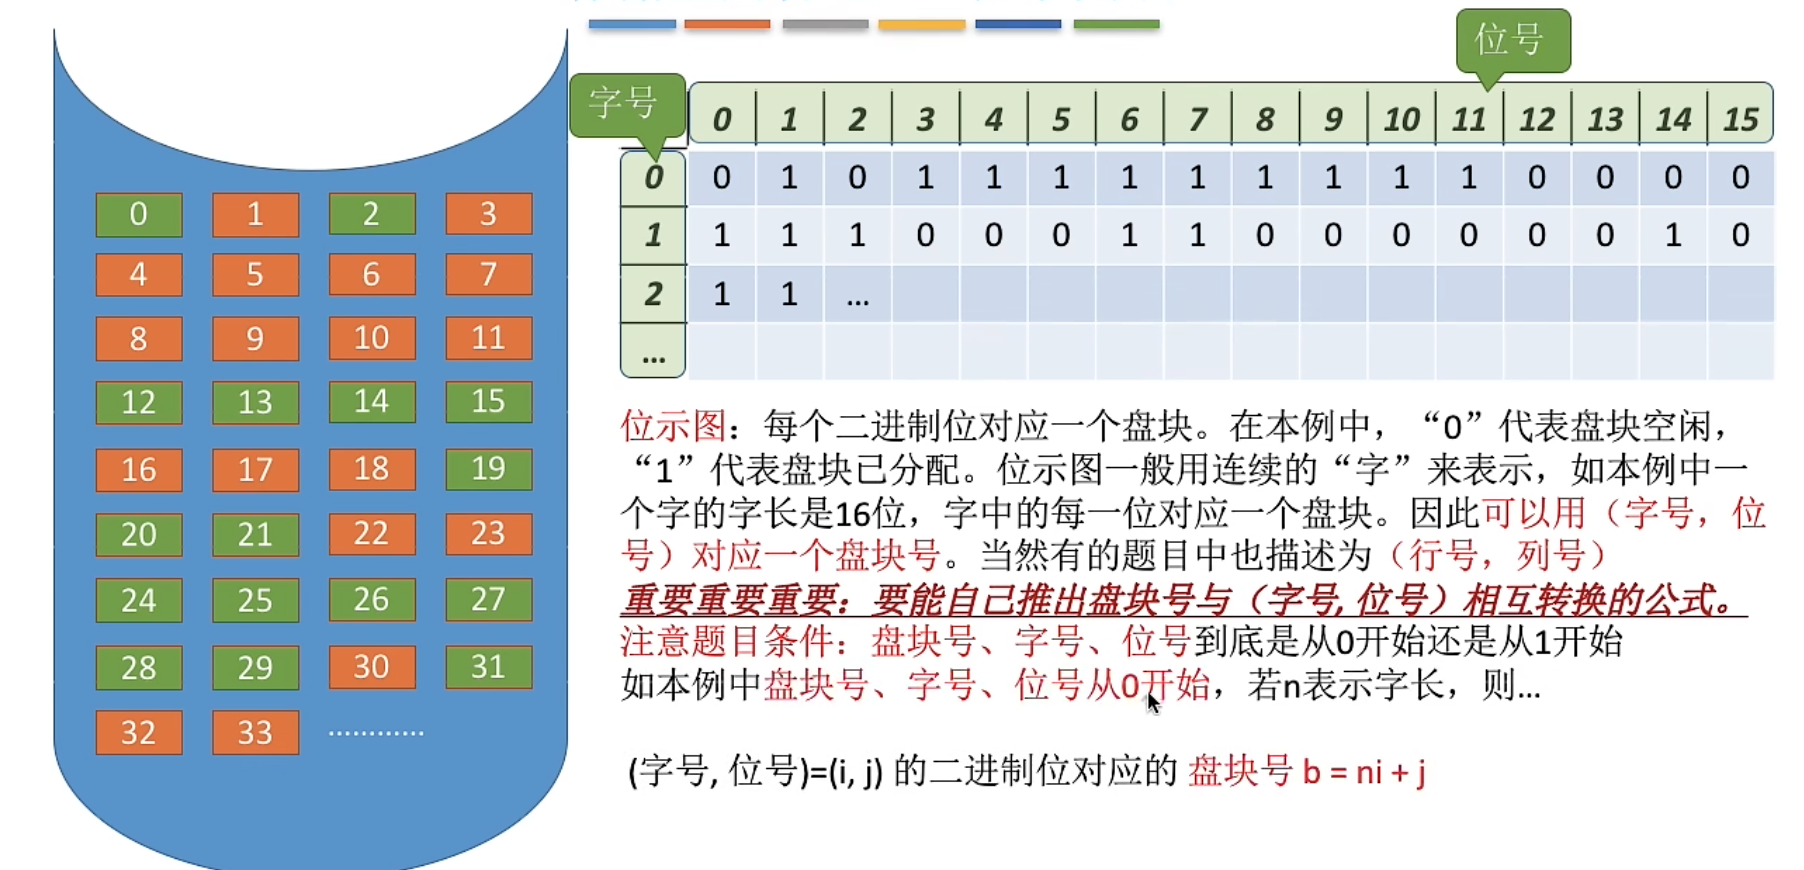 位号
字号
0 1 2 3 4 5 6 7 8 9 10 11 12 13 14 15
0 0 1 0 1 1 1 1 1 1 1 1 1 0 0 0 0
1 1 1 1 0 0 0 1 1 0 0 0 0 0 0 1 0
2 1 1 ...
...
0 1 2 3
4 5 6 7
8 9 10 11
12 13 14 15
16 17 18 19
20 21 22 23
24 25 26 27
28 29 30 31
32 33 ............
位示图：每个二进制位对应一个盘块。在本例中，“0”代表盘块空闲，
“1”代表盘块已分配。位示图一般用连续的“字”来表示，如本例中一
个字的字长是16位，字中的每一位对应一个盘块。因此可以用（字号，位
号）对应一个盘块号。当然有的题目中也描述为（行号，列号）
重要重要重要：要能自己推出盘块号与（字号, 位号）相互转换的公式。
注意题目条件：盘块号、字号、位号到底是从0开始还是从1开始
如本例中盘块号、字号、位号从0开始，若n表示字长，则...
(字号, 位号)=(i, j) 的二进制位对应的 盘块号 b = ni + j